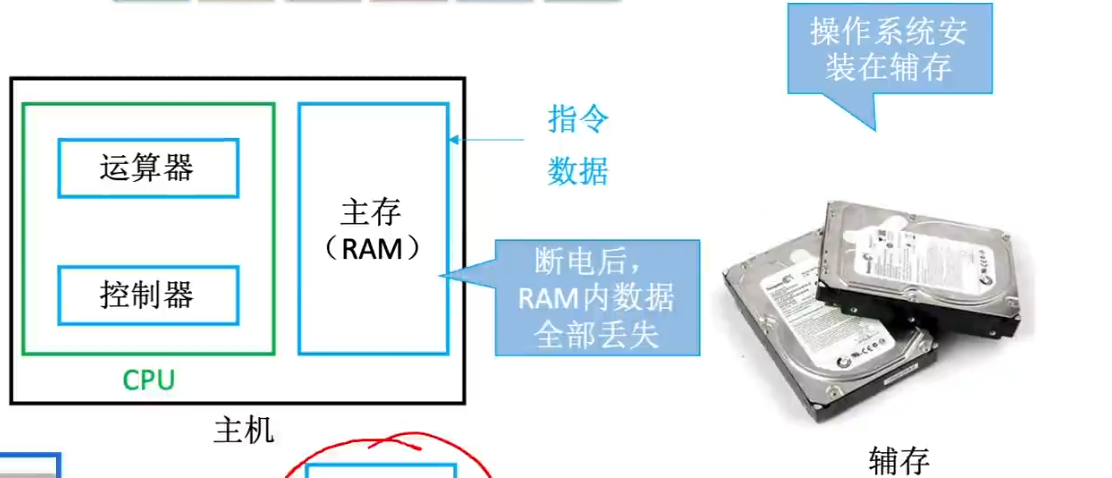 操作系统安
装在辅存
指令
数据
运算器
主存
（RAM）
控制器
断电后，
RAM内数据
全部丢失
CPU
主机
辅存